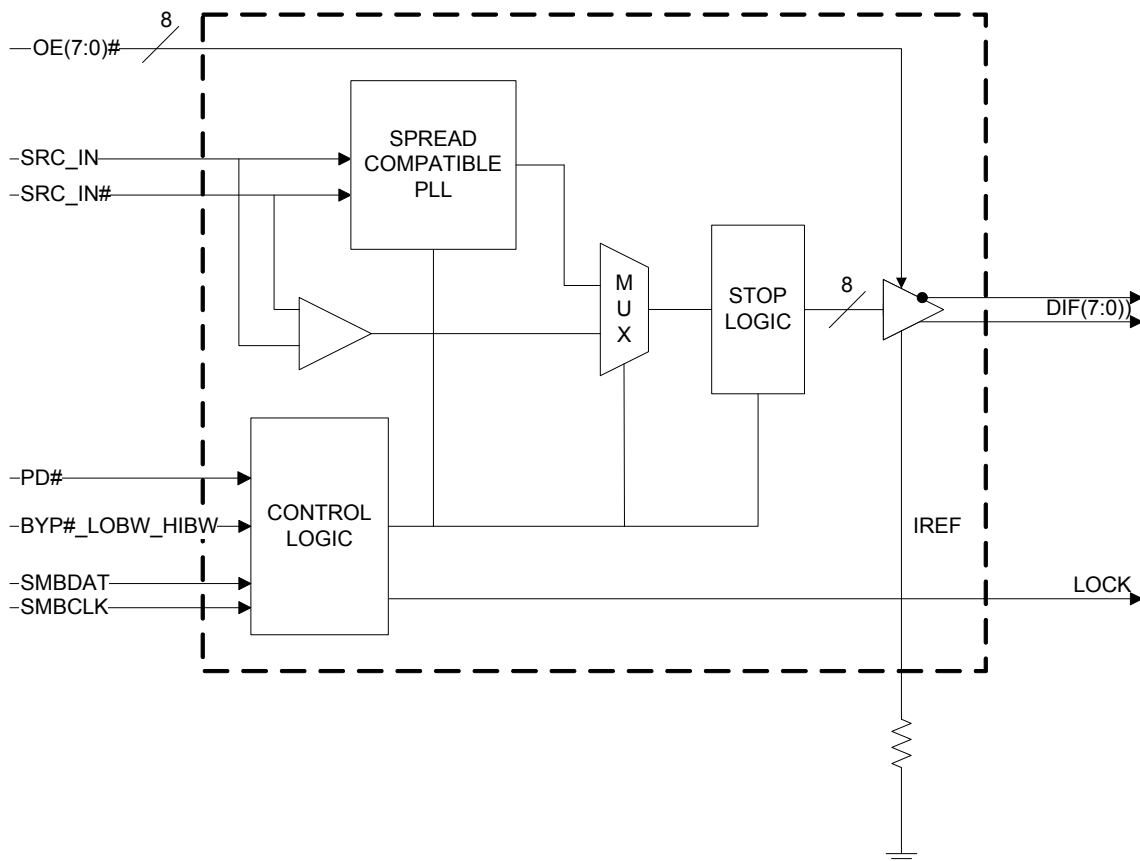 8
OE(7:0)#
SPREAD
COMPATIBLE
PLL
SRC_IN
SRC_IN#
M
U
X
STOP
LOGIC
8
DIF(7:0))
PD#
BYP#_LOBW_HIBW
SMBDAT
SMBCLK
CONTROL
LOGIC
IREF
LOCK